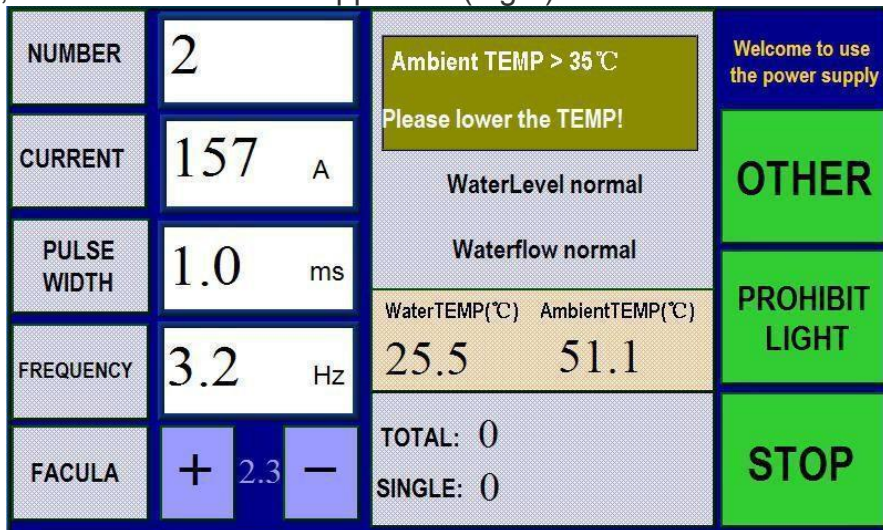 NUMBER
2
CURRENT
157 A
PULSE
WIDTH
1.0 ms
FREQUENCY
3.2 Hz
FACULA
+ 2.3 −
Ambient TEMP > 35℃
Please lower the TEMP!
WaterLevel normal
Waterflow normal
WaterTEMP(℃) AmbientTEMP(℃)
25.5 51.1
TOTAL: 0
SINGLE: 0
Welcome to use
the power supply
OTHER
PROHIBIT
LIGHT
STOP